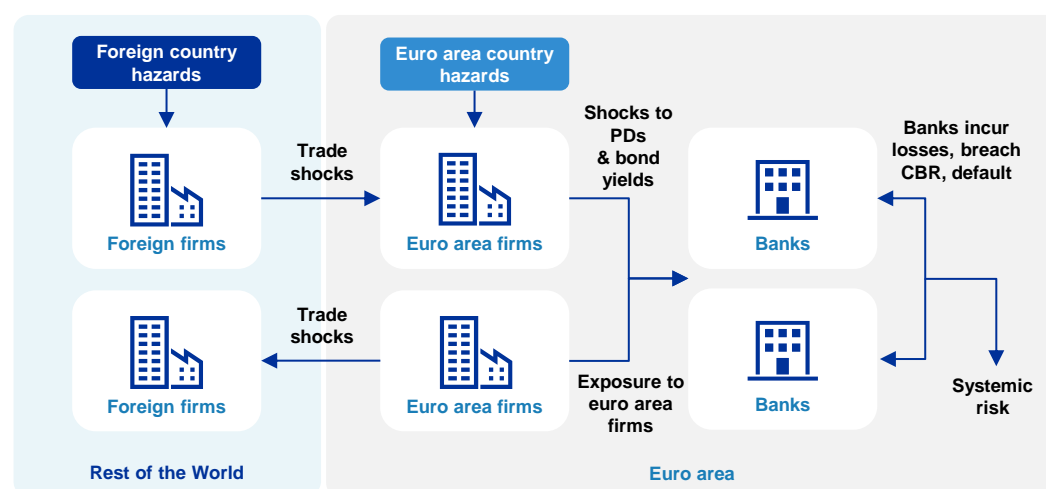 Foreign country
hazards
Euro area country
hazards
Trade
shocks
Shocks to
PDs
& bond
yields
Banks incur
losses, breach
CBR, default
Foreign firms
Euro area firms
Banks
Trade
shocks
Foreign firms
Euro area firms
Exposure to
euro area
firms
Banks
Systemic
risk
Rest of the World
Euro area